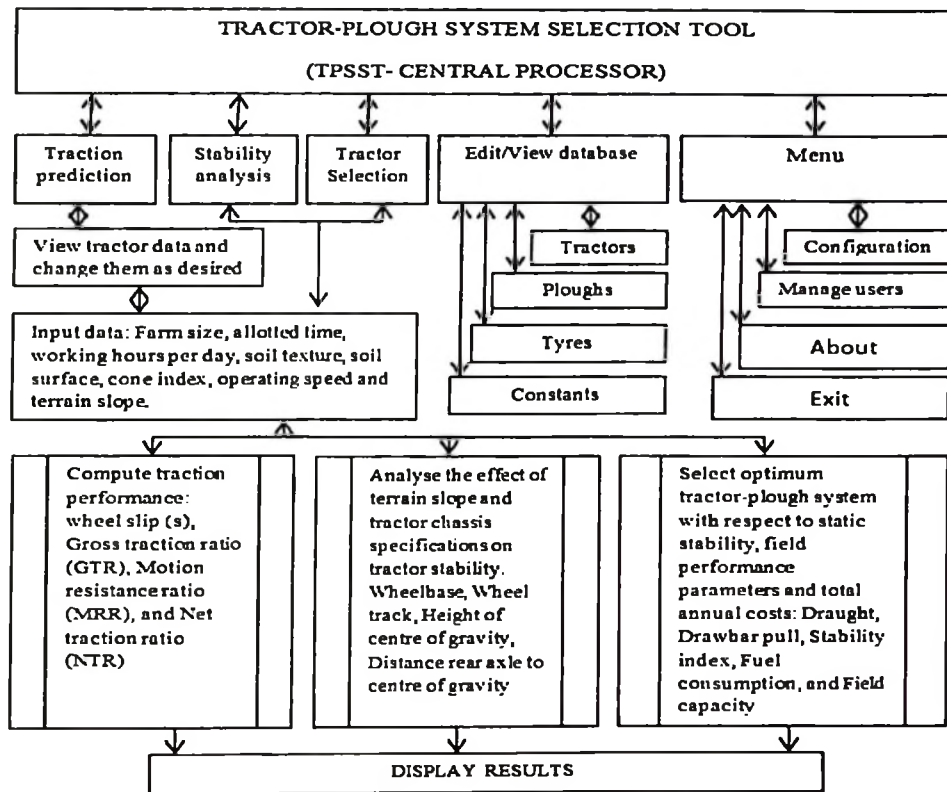 TRACTOR-PLOUGH SYSTEM SELECTION TOOL
(TPSST- CENTRAL PROCESSOR)
Traction
prediction
Stability
analysis
Tractor
Selection
Edit/View database
Menu
View tractor data and
change them as desired
Tractors
Ploughs
Tyres
Constants
Configuration
Manage users
About
Exit
Input data: Farm size, allotted time,
working hours per day, soil texture, soil
surface, cone index, operating speed and
terrain slope.
Compute traction
performance:
wheel slip (s),
Gross traction ratio
(GTR), Motion
resistance ratio
(MRR), and Net
traction ratio
(NTR)
Analyse the effect of
terrain slope and
tractor chassis
specifications on
tractor stability.
Wheelbase, Wheel
track, Height of
centre of gravity,
Distance rear axle to
centre of gravity
Select optimum
tractor-plough system
with respect to static
stability, field
performance
parameters and total
annual costs: Draught,
Drawbar pull, Stability
index, Fuel
consumption, and Field
capacity
DISPLAY RESULTS